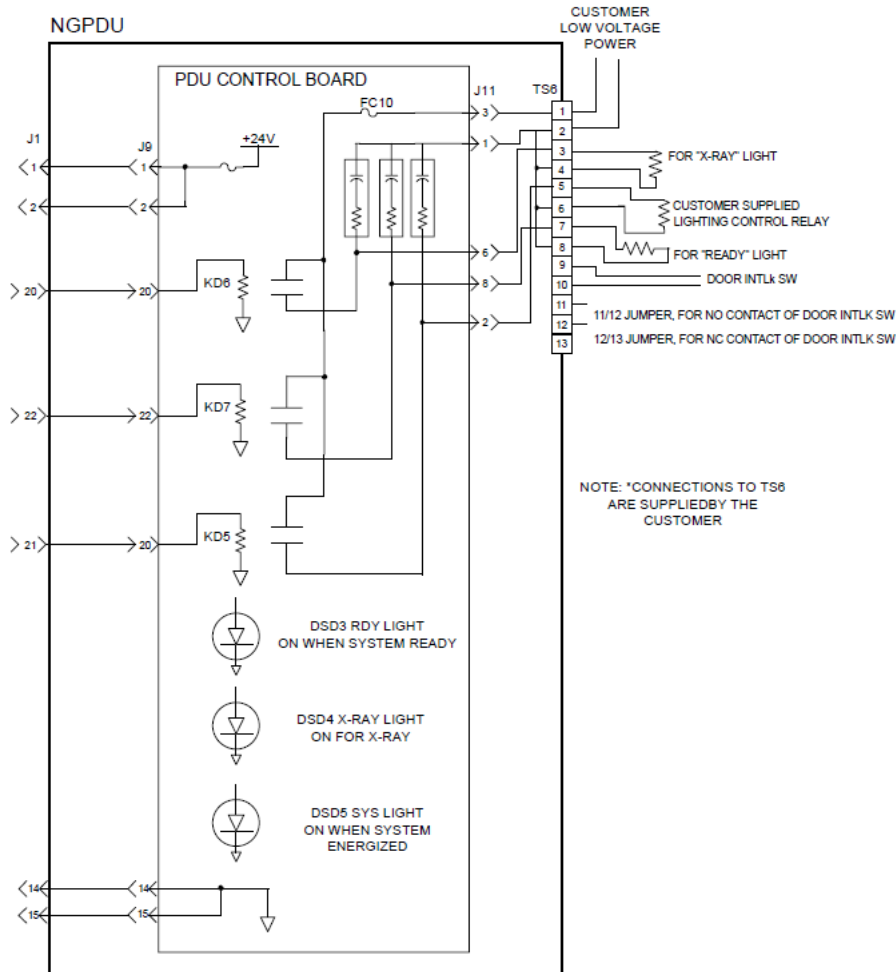 CUSTOMER
LOW VOLTAGE
POWER
NGPDU
PDU CONTROL BOARD
J11
TS6
FC10
3
1
J1
J9
+24V
1
1
2
2
1
2
3
4
5
6
7
8
9
10
11
12
13
FOR "X-RAY" LIGHT
CUSTOMER SUPPLIED
LIGHTING CONTROL RELAY
FOR "READY" LIGHT
DOOR INTLk SW
11/12 JUMPER, FOR NO CONTACT OF DOOR INTLK SW
12/13 JUMPER, FOR NC CONTACT OF DOOR INTLK SW
6
8
2
20
20
KD6
22
22
KD7
21
20
KD5
NOTE: *CONNECTIONS TO TS6
ARE SUPPLIEDBY THE
CUSTOMER
DSD3 RDY LIGHT
ON WHEN SYSTEM READY
DSD4 X-RAY LIGHT
ON FOR X-RAY
DSD5 SYS LIGHT
ON WHEN SYSTEM
ENERGIZED
14
14
15
15